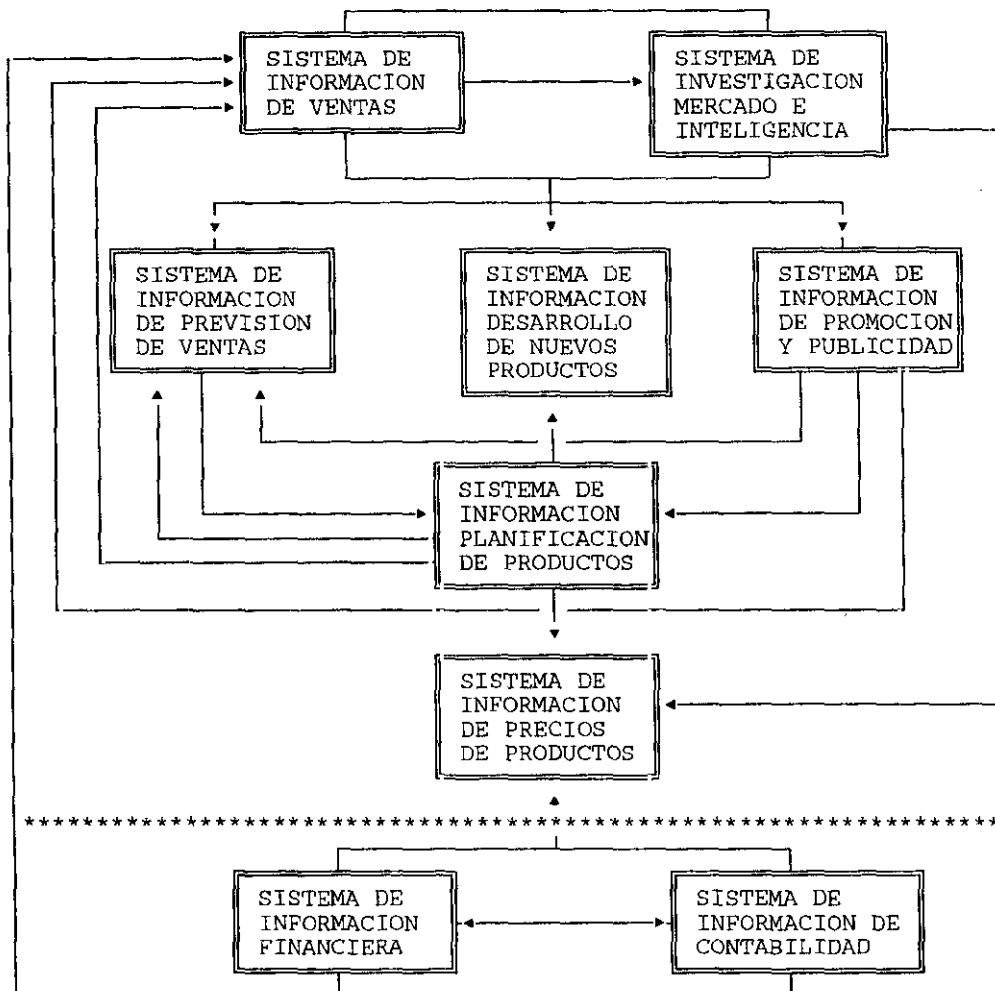 SISTEMA DE
INFORMACION
DE VENTAS
SISTEMA DE
INVESTIGACION
MERCADO E
INTELIGENCIA
SISTEMA DE
INFORMACION
DE PREVISION
DE VENTAS
SISTEMA DE
INFORMACION
DESARROLLO
DE NUEVOS
PRODUCTOS
SISTEMA DE
INFORMACION
DE PROMOCION
Y PUBLICIDAD
SISTEMA DE
INFORMACION
PLANIFICACION
DE PRODUCTOS
SISTEMA DE
INFORMACION
DE PRECIOS
DE PRODUCTOS
SISTEMA DE
INFORMACION
FINANCIERA
SISTEMA DE
INFORMACION DE
CONTABILIDAD